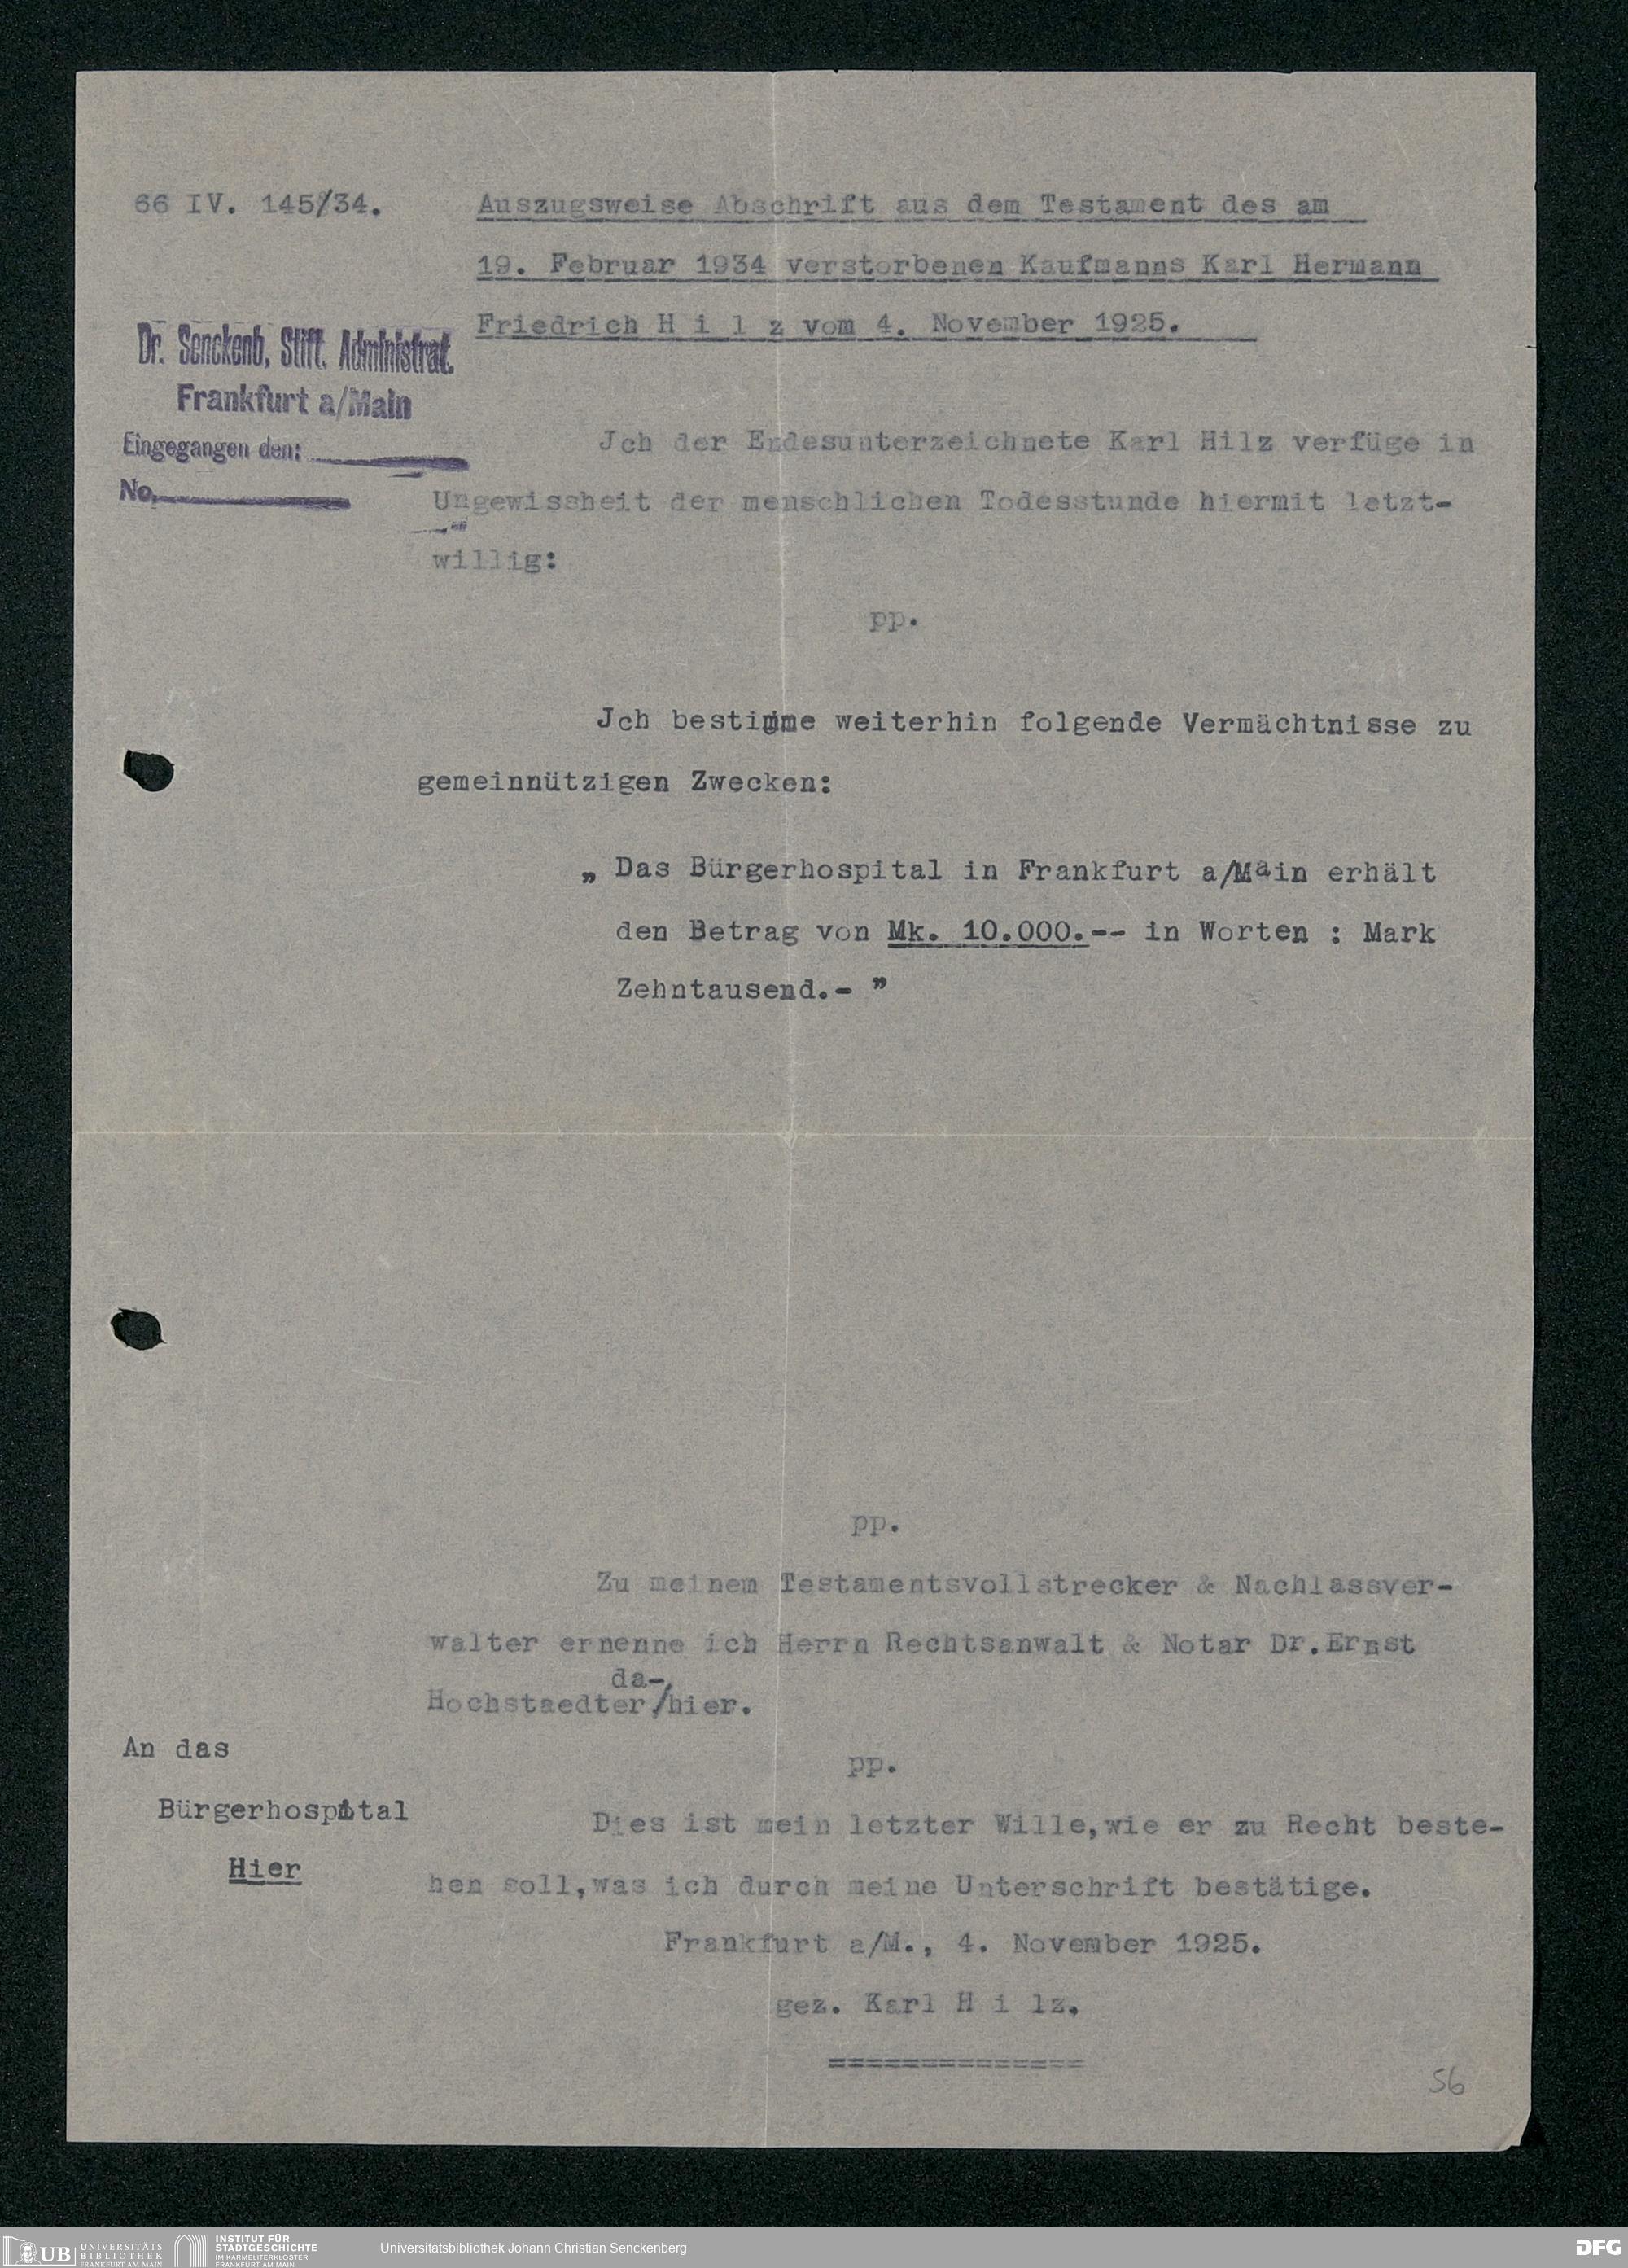 66 IV. 145/34.
Auszugsweise Abschrift aus dem Testament des am
19. Februar 1934 verstorbenen Kaufmanns Karl Hermann
Friedrich H i l z vom 4. November 1925.
Dr. Senckenb. Stift. Administrat.
Frankfurt a/Main
Eingegangen den:
No.
Jch der Endesunterzeichnete Karl Hilz verfüge in
Ungewissheit der menschlichen Todesstunde hiermit letzt-
willig:
pp.
Jch bestimme weiterhin folgende Vermächtnisse zu
gemeinnützigen Zwecken:
„ Das Bürgerhospital in Frankfurt a/Main erhält
den Betrag von Mk. 10.000.-- in Worten : Mark
Zehntausend.- "
pp.
Zu meinem Testamentsvollstrecker & Nachlassver-
walter ernenne ich Herrn Rechtsanwalt & Notar Dr.Ernst
da-
Hochstaedter/hier.
pp.
Dies ist mein letzter Wille,wie er zu Recht beste-
hen soll,was ich durch meine Unterschrift bestätige.
Frankfurt a/M., 4. November 1925.
gez. Karl H i lz.
==============
An das
Bürgerhospital
Hier
56
UB UNIVERSITÄTS
BIBLIOTHEK
FRANKFURT AM MAIN
INSTITUT FÜR
STADTGESCHICHTE
IM KARMELITERKLOSTER
FRANKFURT AM MAIN
Universitätsbibliothek Johann Christian Senckenberg
DFG